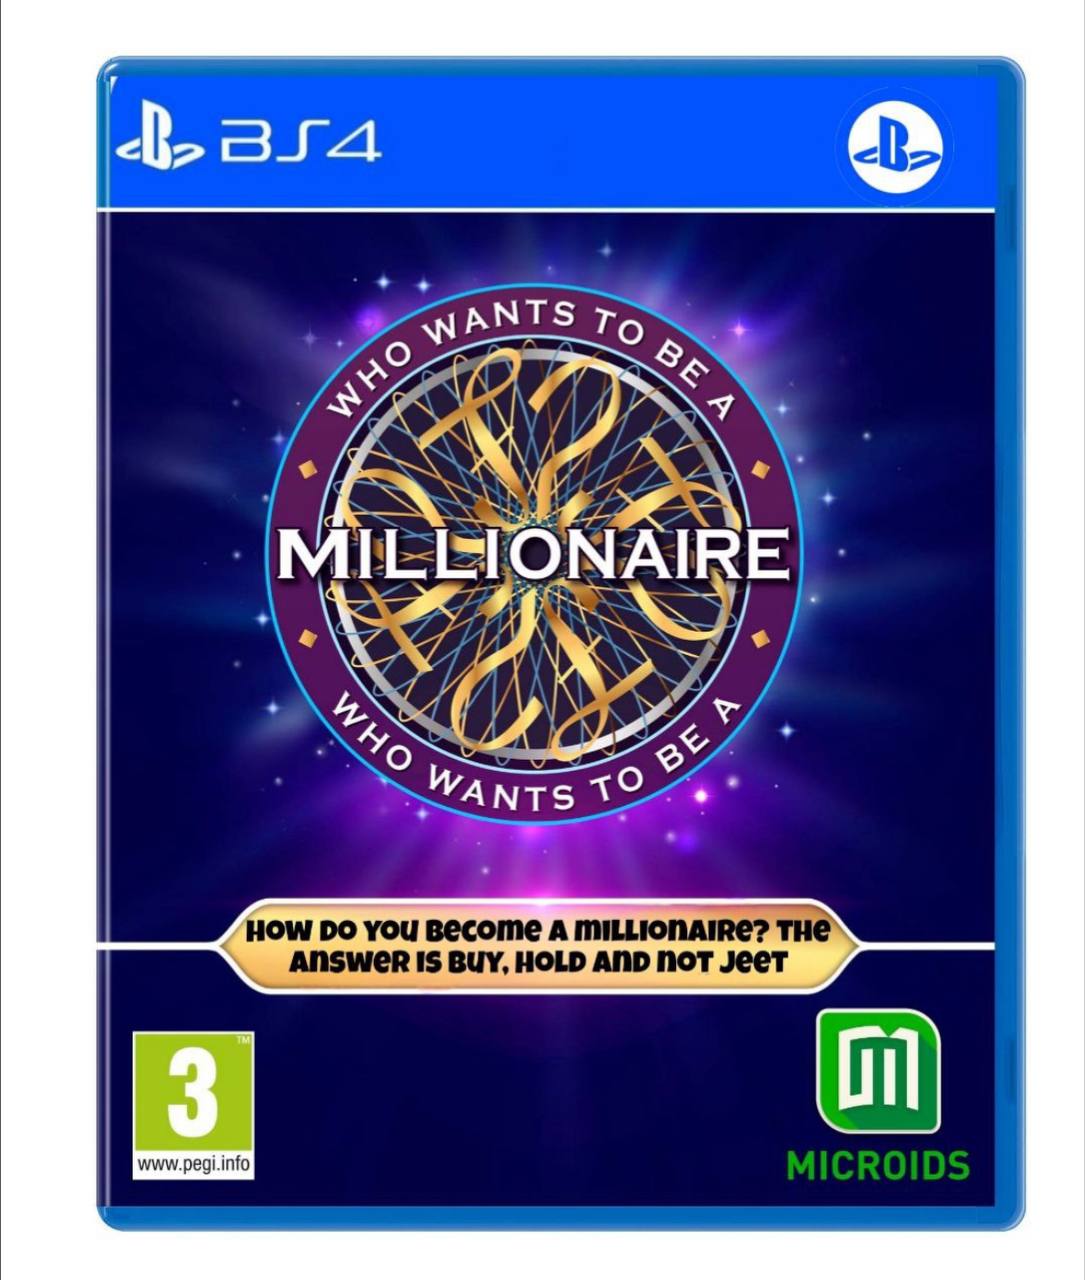 BS4
WHO WANTS TO BE A
MILLIONAIRE
WHO WANTS TO BE A
HOW DO YOU BECOME A MILLIONAIRE? THE
ANSWER IS BUY, HOLD AND NOT JEET
3 TM
www.pegi.info
MICROIDS